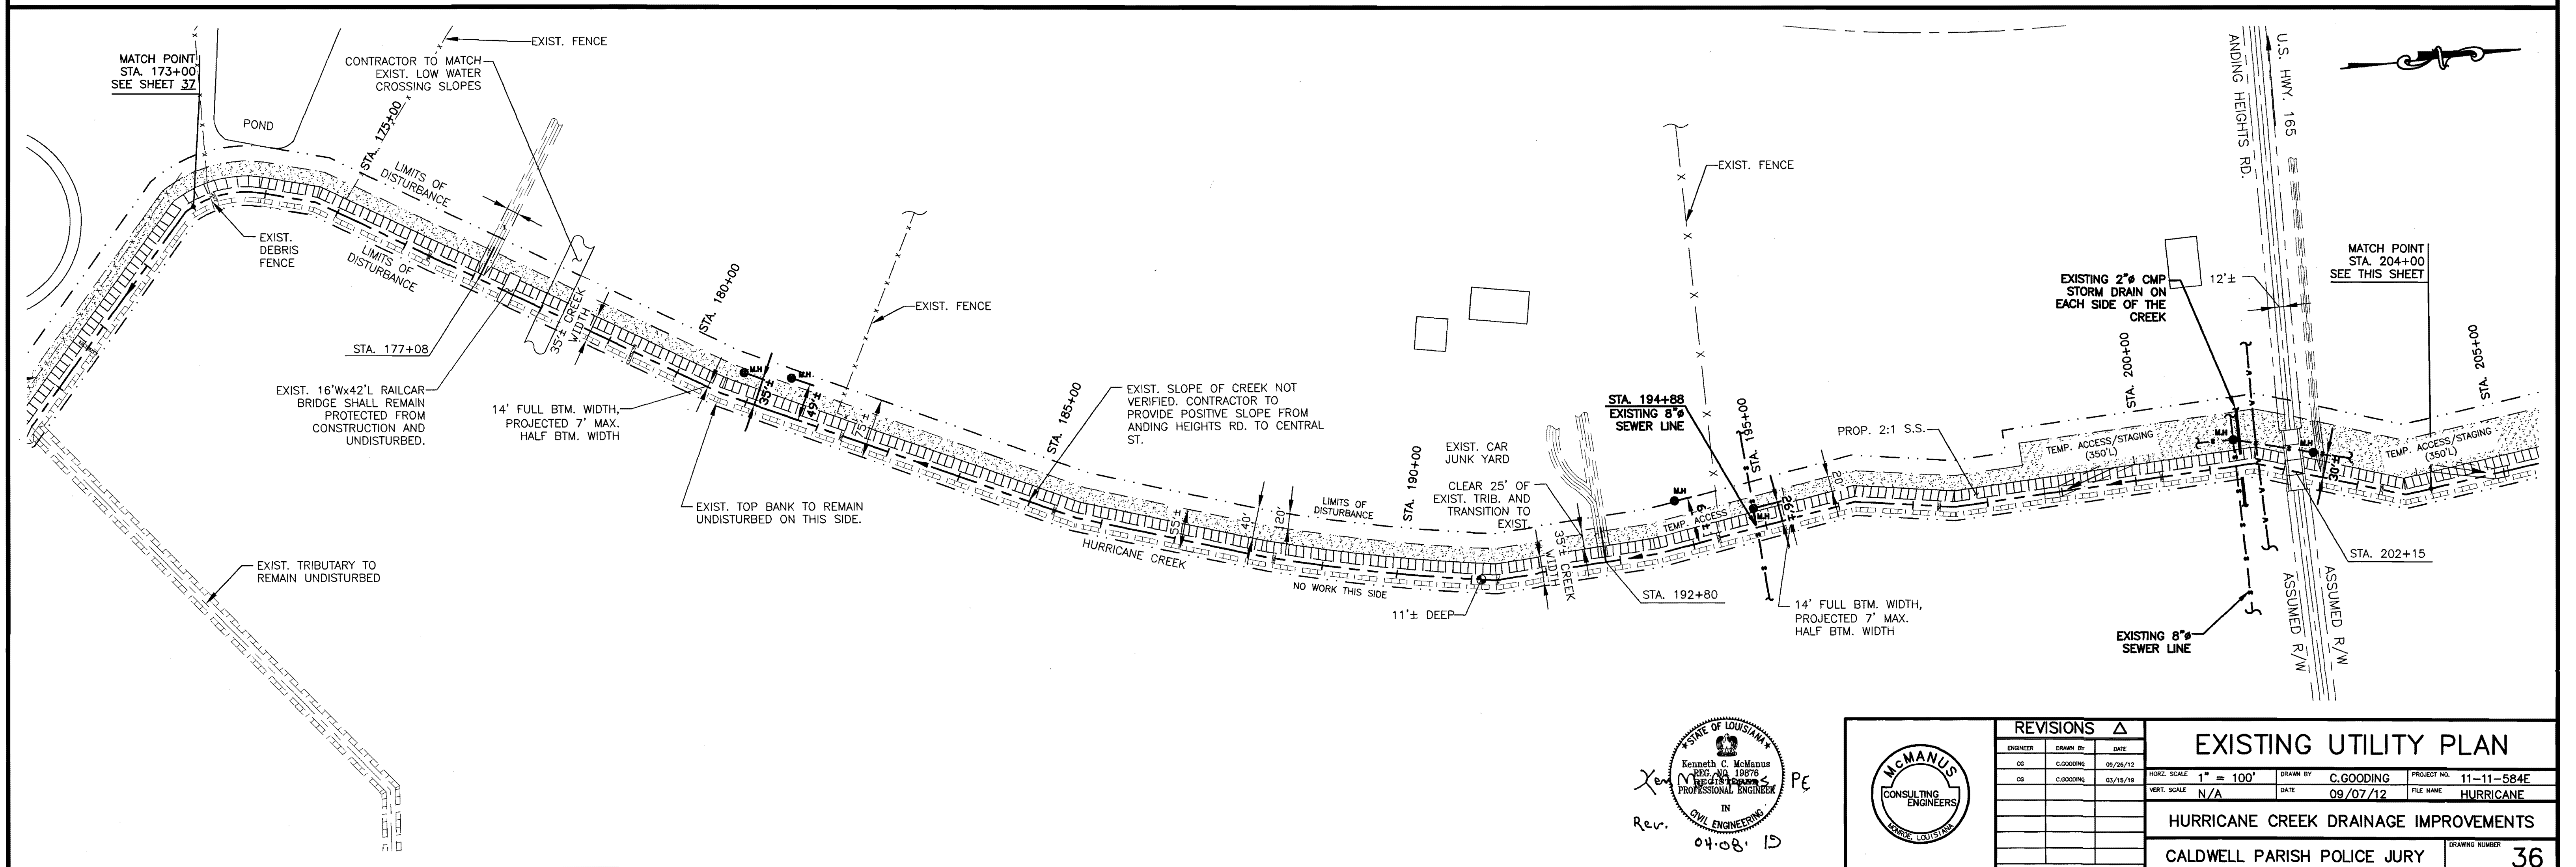 MATCH POINT
STA. 173+00
SEE SHEET 37
POND
CONTRACTOR TO MATCH
EXIST. LOW WATER
CROSSING SLOPES
EXIST. FENCE
STA. 175+00
LIMITS OF
DISTURBANCE
EXIST.
DEBRIS
FENCE
LIMITS OF
DISTURBANCE
STA. 177+08
EXIST. 16'Wx42'L RAILCAR
BRIDGE SHALL REMAIN
PROTECTED FROM
CONSTRUCTION AND
UNDISTURBED.
35'± CREEK
WIDTH
STA. 180+00
M.H
M.H.
35'±
49'±
75'±
14' FULL BTM. WIDTH,
PROJECTED 7' MAX.
HALF BTM. WIDTH
EXIST. TOP BANK TO REMAIN
UNDISTURBED ON THIS SIDE.
EXIST. TRIBUTARY TO
REMAIN UNDISTURBED
EXIST. FENCE
STA. 185+00
EXIST. SLOPE OF CREEK NOT
VERIFIED. CONTRACTOR TO
PROVIDE POSITIVE SLOPE FROM
ANDING HEIGHTS RD. TO CENTRAL
ST.
HURRICANE CREEK
55'±
40'
20'
LIMITS OF
DISTURBANCE
NO WORK THIS SIDE
STA. 190+00
11'± DEEP
EXIST. CAR
JUNK YARD
CLEAR 25' OF
EXIST. TRIB. AND
TRANSITION TO
EXIST.
35'± CREEK
WIDTH
STA. 192+80
EXIST. FENCE
STA. 194+88
EXISTING 8"ø
SEWER LINE
M.H
TEMP. ACCESS
STA. 195+00
M.H
26'±
20'
14' FULL BTM. WIDTH,
PROJECTED 7' MAX.
HALF BTM. WIDTH
PROP. 2:1 S.S.
TEMP. ACCESS/STAGING
(350'L)
EXISTING 2"ø CMP
STORM DRAIN ON
EACH SIDE OF THE
CREEK
STA. 200+00
M.H
M.H
30'±
12'±
ANDING HEIGHTS RD.
U.S. HWY. 165
MATCH POINT
STA. 204+00
SEE THIS SHEET
STA. 205+00
TEMP. ACCESS/STAGING
(350'L)
STA. 202+15
ASSUMED R/W
ASSUMED R/W
EXISTING 8"ø
SEWER LINE
STATE OF LOUISIANA
Kenneth C. McManus
REG. NO. 19876
REGISTERED
PROFESSIONAL ENGINEER
IN
CIVIL ENGINEERING
Ken McManus, PE
Rev.
04.08.19
McMANUS
CONSULTING
ENGINEERS
MONROE, LOUISIANA
REVISIONS △
ENGINEER DRAWN BY DATE
CG C.GOODING 09/26/12
CG C.GOODING 03/15/19
EXISTING UTILITY PLAN
HORZ. SCALE 1" = 100' DRAWN BY C.GOODING PROJECT NO. 11-11-584E
VERT. SCALE N/A DATE 09/07/12 FILE NAME HURRICANE
HURRICANE CREEK DRAINAGE IMPROVEMENTS
CALDWELL PARISH POLICE JURY
DRAWING NUMBER 36